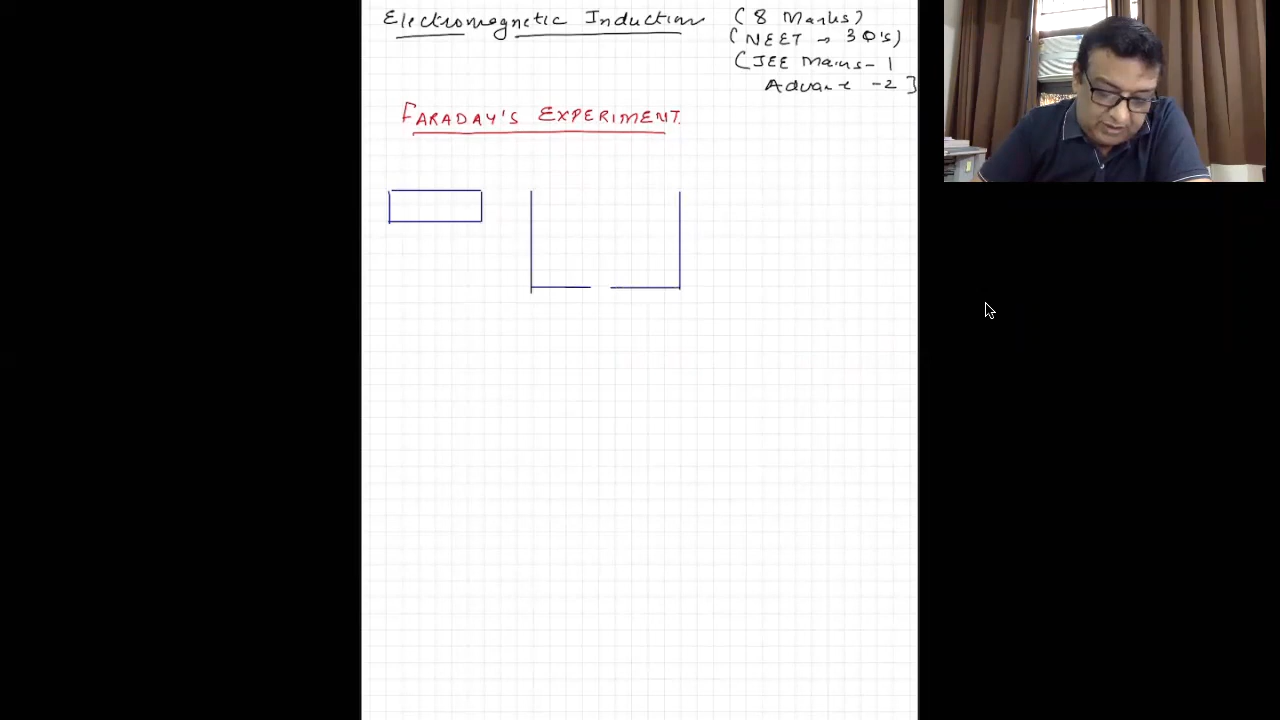 Electromagnetic Induction (8 Marks)
(NEET → 3 Q's)
(JEE Mains - 1
Advance - 2]
FARADAY'S EXPERIMENT.